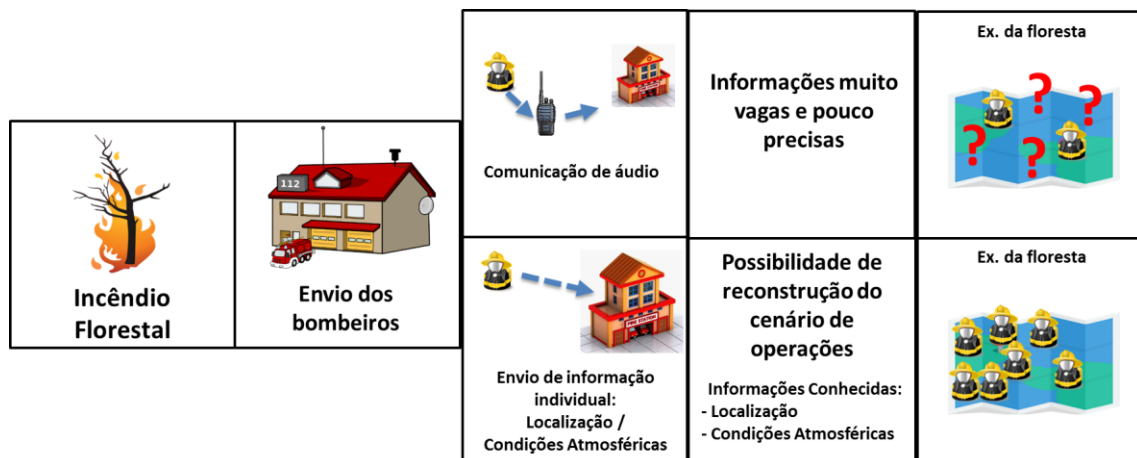 112
Incêndio
Florestal
Envio dos
bombeiros
Comunicação de áudio
Informações muito
vagas e pouco
precisas
Ex. da floresta
? ? ? ?
FIRE STATION
Envio de informação
individual:
Localização /
Condições Atmosféricas
Possibilidade de
reconstrução do
cenário de
operações
Informações Conhecidas:
- Localização
- Condições Atmosféricas
Ex. da floresta